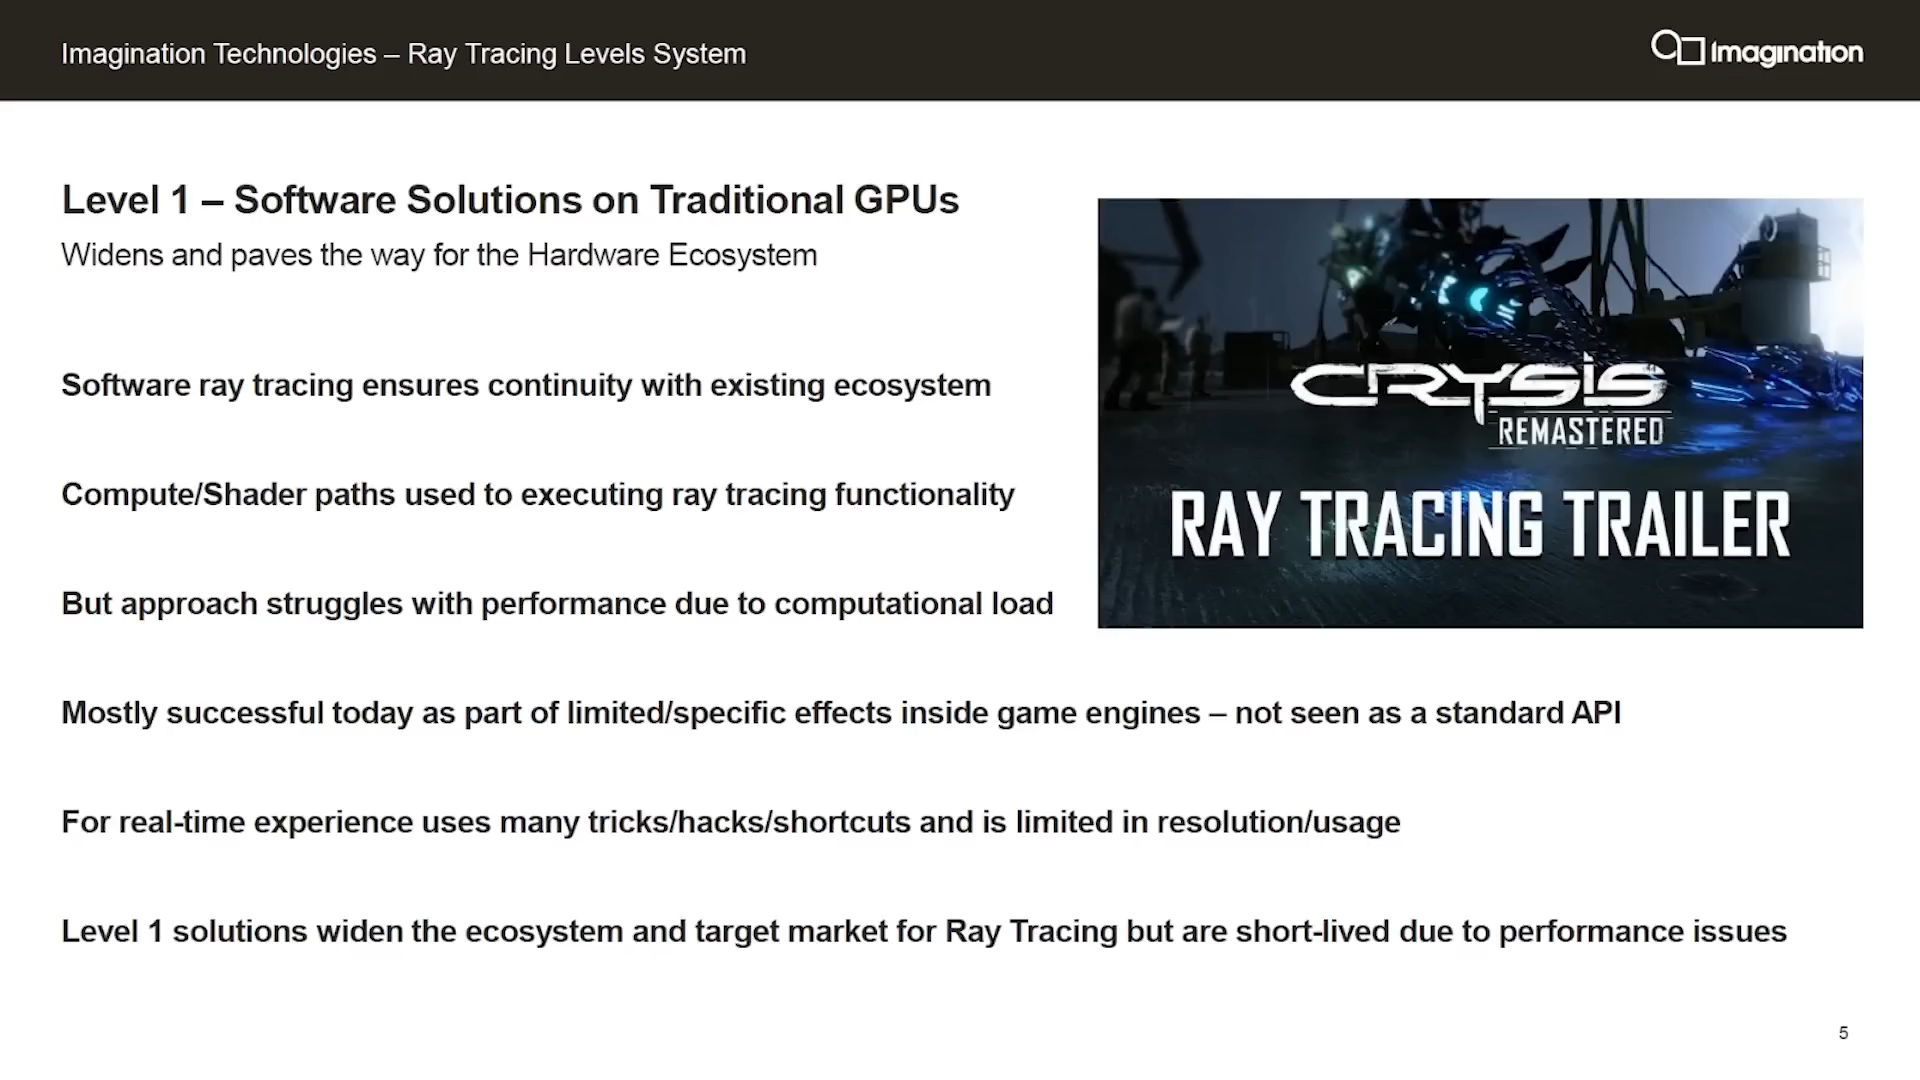 Imagination Technologies – Ray Tracing Levels System
Imagination
Level 1 – Software Solutions on Traditional GPUs
Widens and paves the way for the Hardware Ecosystem
Software ray tracing ensures continuity with existing ecosystem
Compute/Shader paths used to executing ray tracing functionality
But approach struggles with performance due to computational load
CRYSIS
REMASTERED
RAY TRACING TRAILER
Mostly successful today as part of limited/specific effects inside game engines – not seen as a standard API
For real-time experience uses many tricks/hacks/shortcuts and is limited in resolution/usage
Level 1 solutions widen the ecosystem and target market for Ray Tracing but are short-lived due to performance issues
5